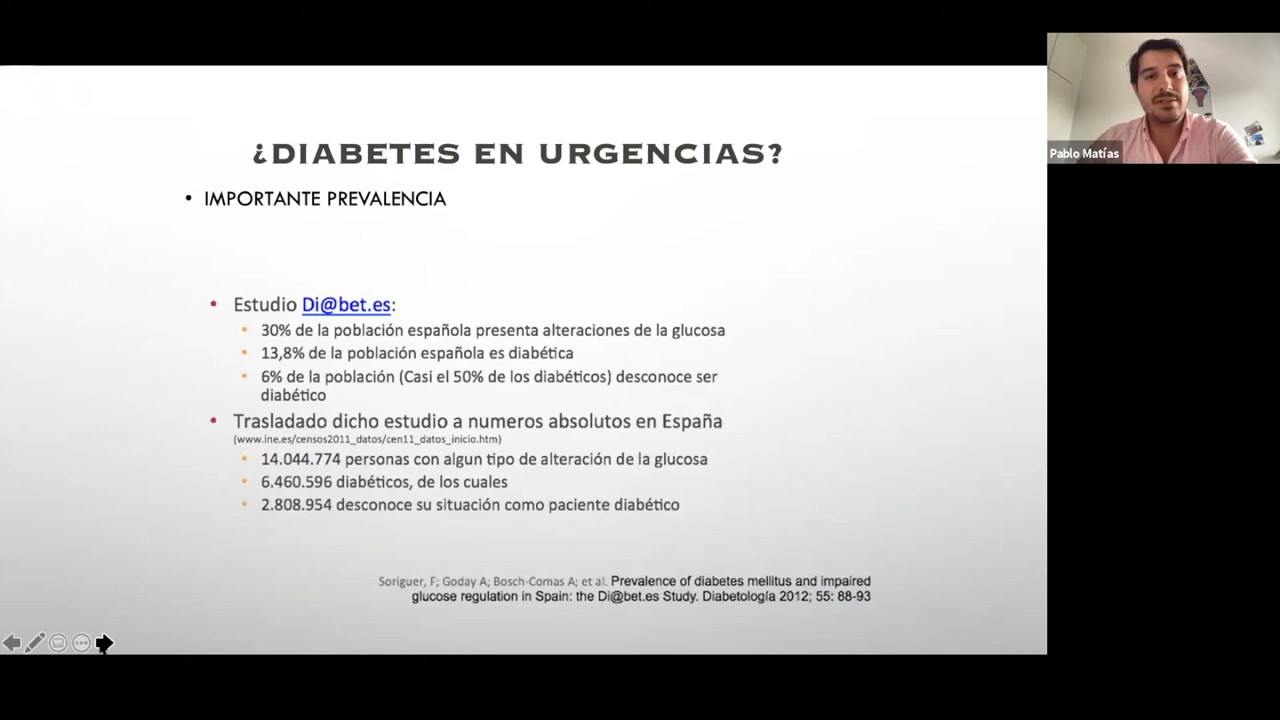 ¿DIABETES EN URGENCIAS?
• IMPORTANTE PREVALENCIA
• Estudio Di@bet.es:
• 30% de la población española presenta alteraciones de la glucosa
• 13,8% de la población española es diabética
• 6% de la población (Casi el 50% de los diabéticos) desconoce ser
diabético
• Trasladado dicho estudio a numeros absolutos en España
(www.ine.es/censos2011_datos/cen11_datos_inicio.htm)
• 14.044.774 personas con algun tipo de alteración de la glucosa
• 6.460.596 diabéticos, de los cuales
• 2.808.954 desconoce su situación como paciente diabético
Soriguer, F; Goday A; Bosch-Comas A; et al. Prevalence of diabetes mellitus and impaired
glucose regulation in Spain: the Di@bet.es Study. Diabetología 2012; 55: 88-93
Pablo Matías